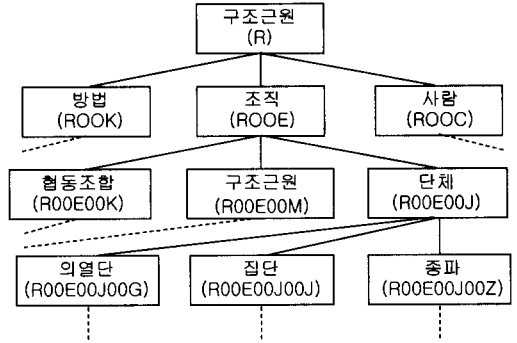 구조근원
(R)
방법
(ROOK)
조직
(ROOE)
사람
(ROOC)
협동조합
(R00E00K)
구조근원
(R00E00M)
단체
(R00E00J)
의열단
(R00E00J00G)
집단
(R00E00J00J)
종파
(R00E00J00Z)